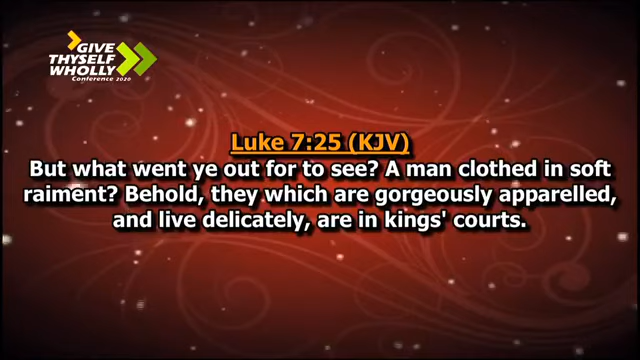 GIVE
THYSELF
WHOLLY
Conference 2020
Luke 7:25 (KJV)
But what went ye out for to see? A man clothed in soft
raiment? Behold, they which are gorgeously apparelled,
and live delicately, are in kings' courts.